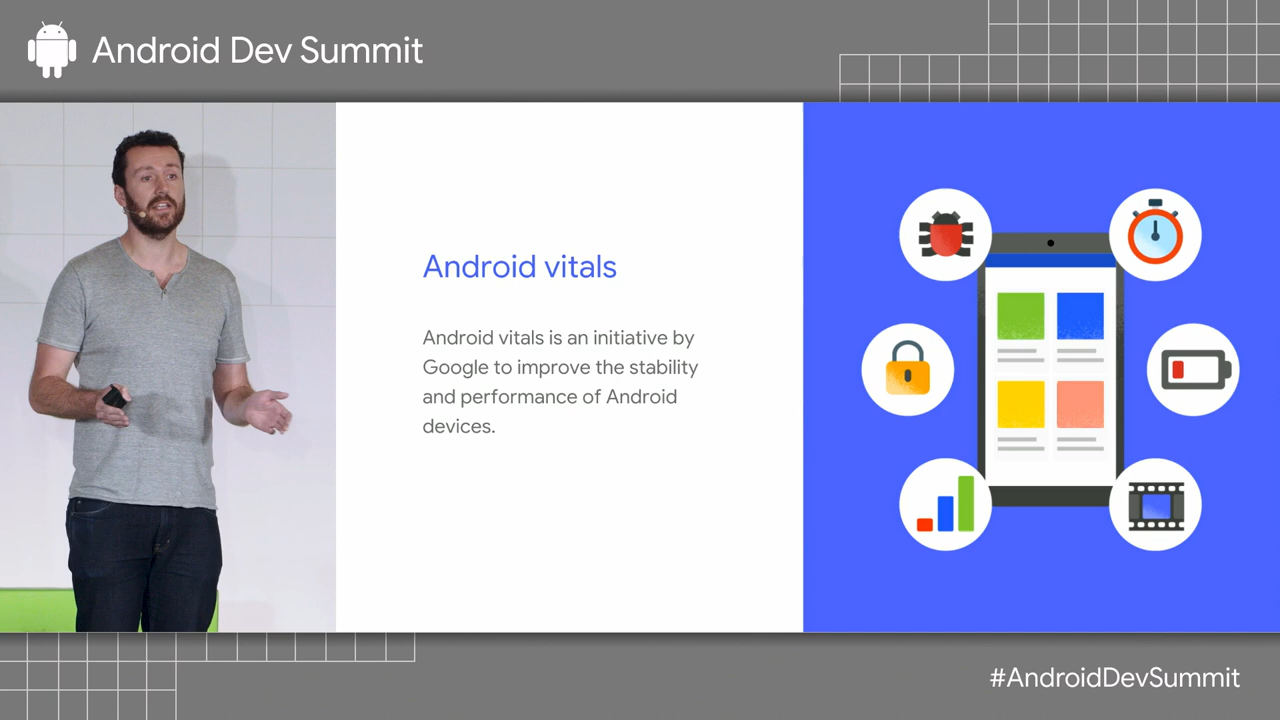 Android Dev Summit
Android vitals
Android vitals is an initiative by
Google to improve the stability
and performance of Android
devices.
#AndroidDevSummit